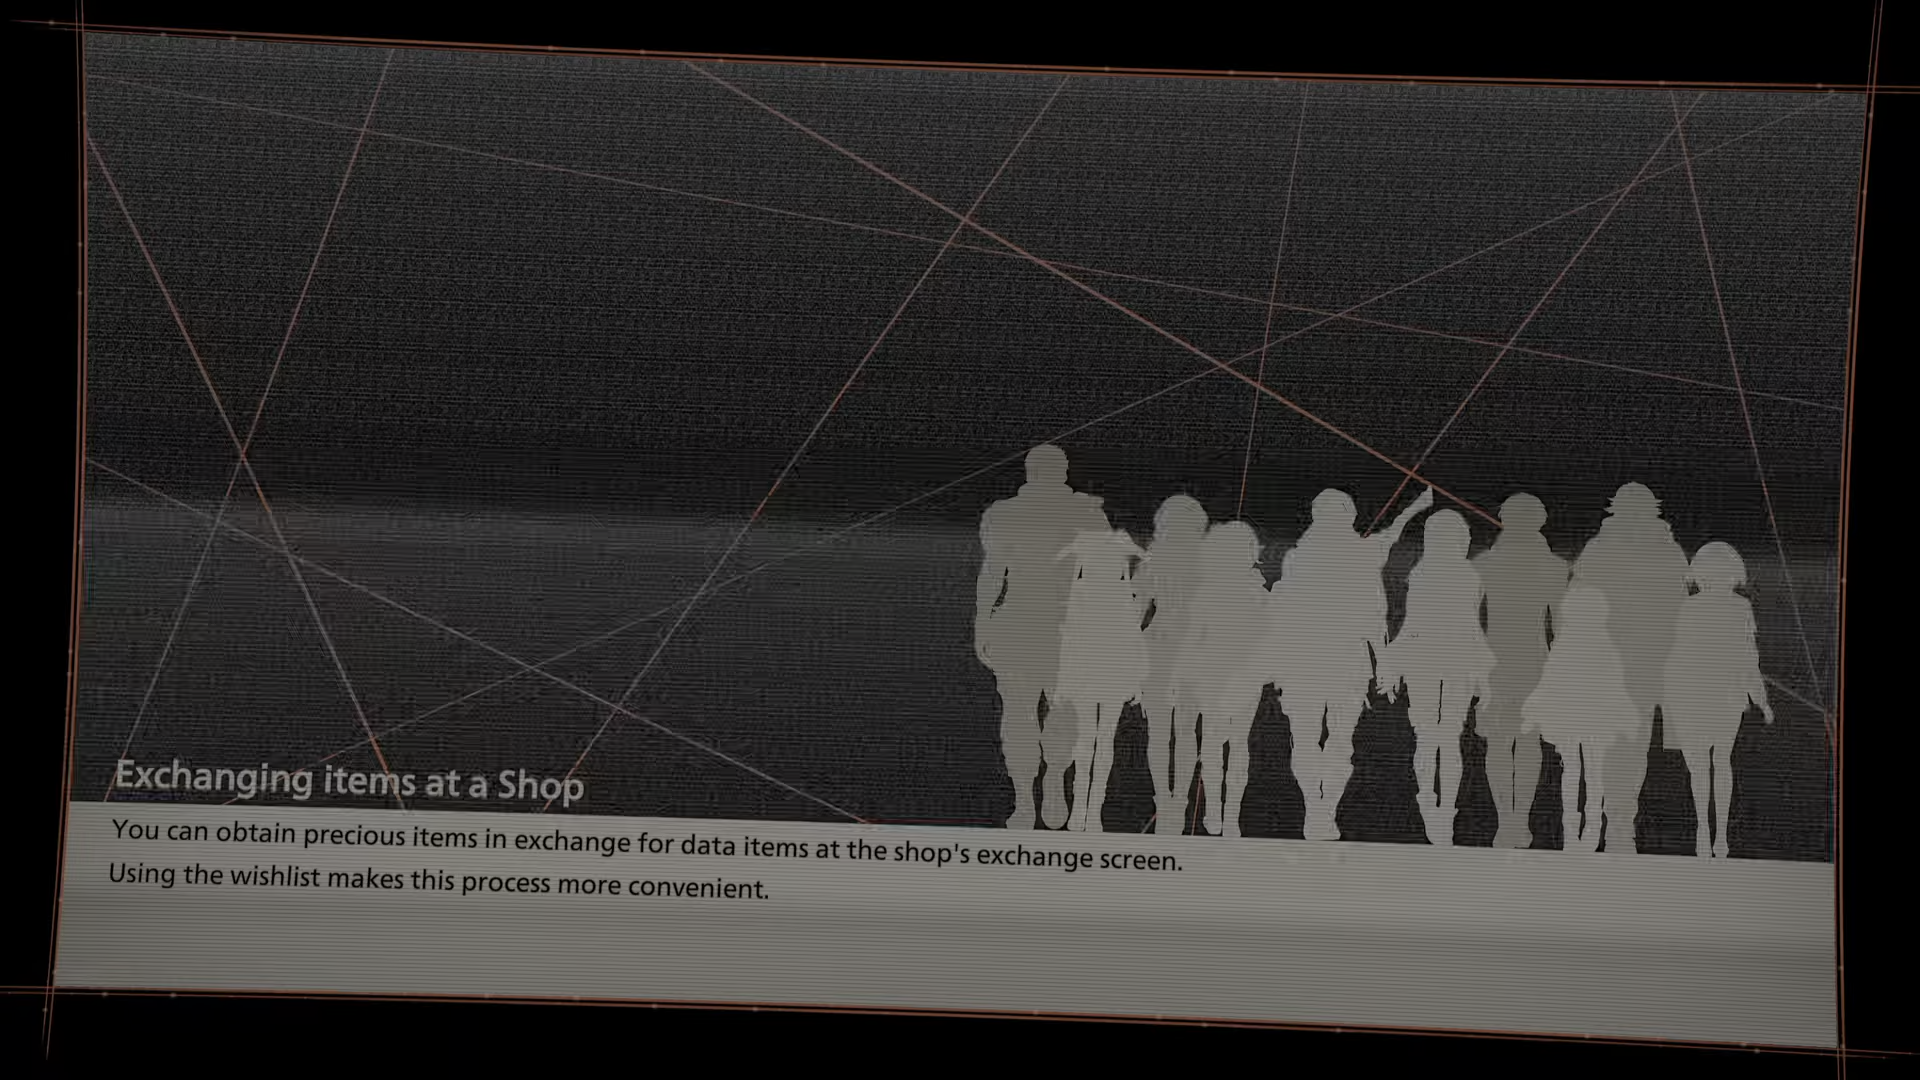 Exchanging items at a Shop
You can obtain precious items in exchange for data items at the shop's exchange screen.
Using the wishlist makes this process more convenient.